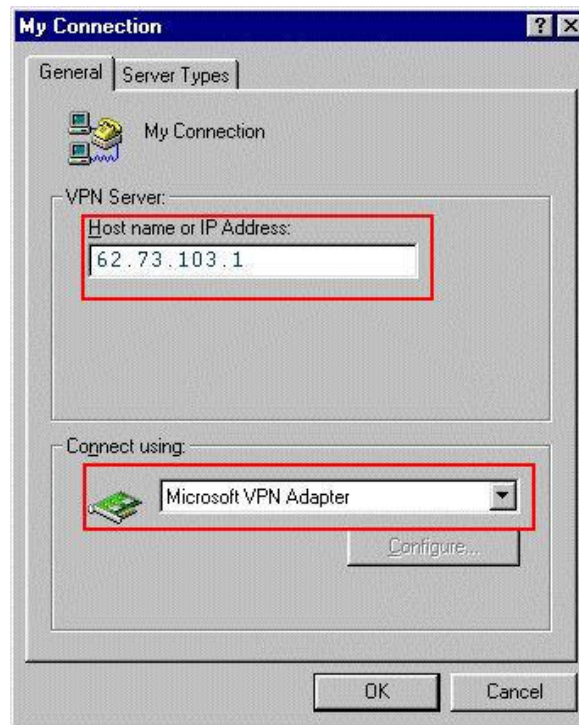 My Connection
General
Server Types
My Connection
VPN Server:
Host name or IP Address:
62.73.103.1
Connect using:
Microsoft VPN Adapter
Configure...
OK
Cancel